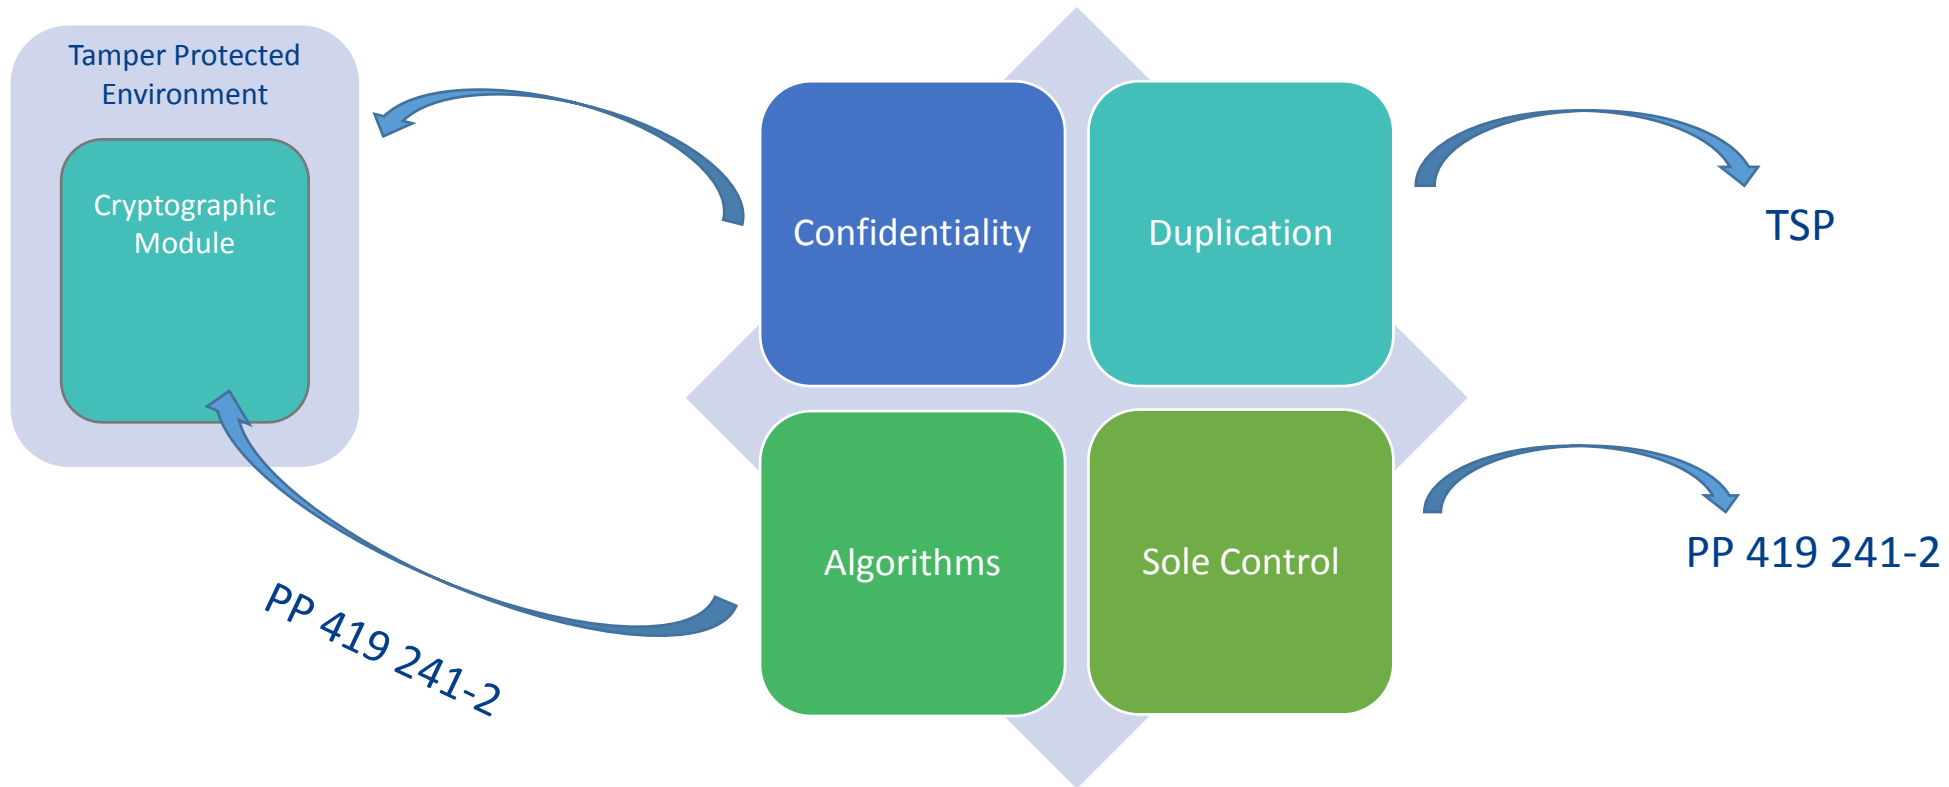 Tamper Protected
Environment
Cryptographic
Module
Confidentiality
Duplication
TSP
Algorithms
Sole Control
PP 419 241-2
PP 419 241-2